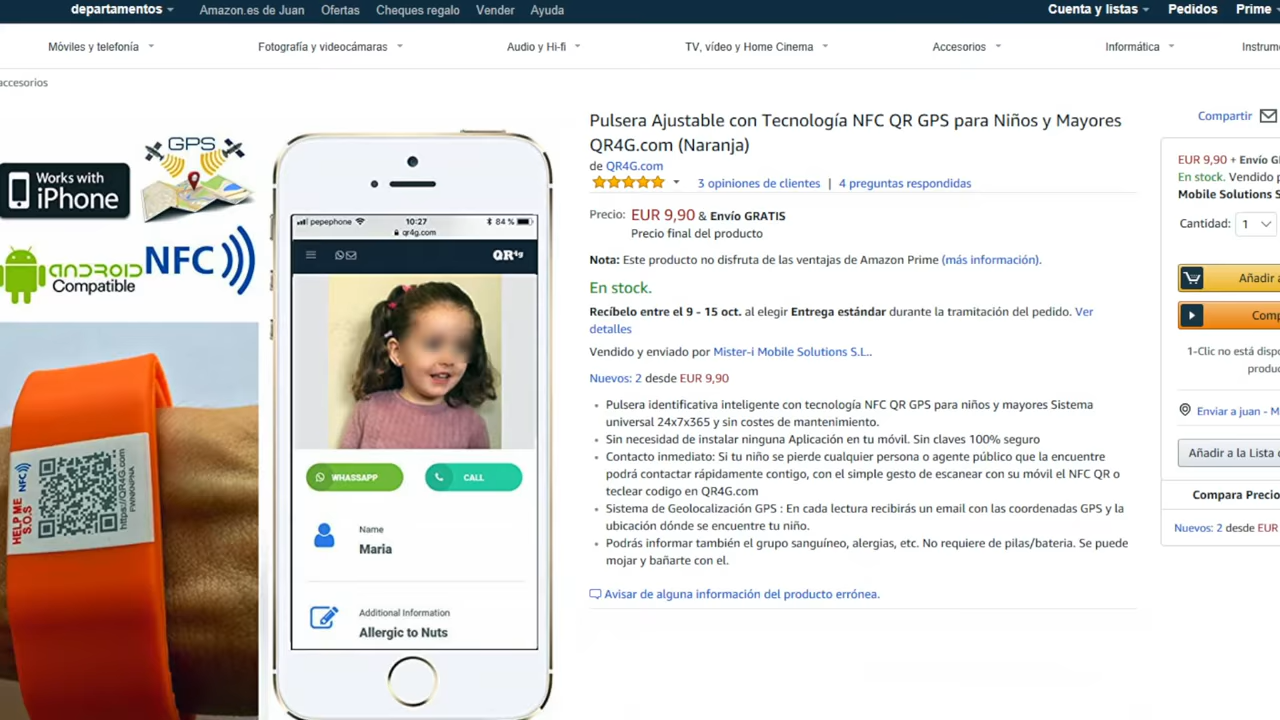 departamentos
Amazon.es de Juan
Ofertas
Cheques regalo
Vender
Ayuda
Cuenta y listas
Pedidos
Prime
Móviles y telefonía
Fotografía y videocámaras
Audio y Hi-fi
TV, vídeo y Home Cinema
Accesorios
Informática
Instrum
accesorios
Works with
iPhone
GPS
ANDROID
Compatible
NFC
HELP ME
S.O.S
NFC
https://QR4G.com
pepephone
10:27
84 %
qr4g.com
QR4g
WHASSAPP
CALL
Name
Maria
Additional Information
Allergic to Nuts
Pulsera Ajustable con Tecnología NFC QR GPS para Niños y Mayores
QR4G.com (Naranja)
de QR4G.com
3 opiniones de clientes | 4 preguntas respondidas
Precio: EUR 9,90 & Envío GRATIS
Precio final del producto
Nota: Este producto no disfruta de las ventajas de Amazon Prime (más información).
En stock.
Recíbelo entre el 9 - 15 oct. al elegir Entrega estándar durante la tramitación del pedido. Ver
detalles
Vendido y enviado por Mister-i Mobile Solutions S.L..
Nuevos: 2 desde EUR 9,90
• Pulsera identificativa inteligente con tecnología NFC QR GPS para niños y mayores Sistema
universal 24x7x365 y sin costes de mantenimiento.
• Sin necesidad de instalar ninguna Aplicación en tu móvil. Sin claves 100% seguro
• Contacto inmediato: Si tu niño se pierde cualquier persona o agente público que la encuentre
podrá contactar rápidamente contigo, con el simple gesto de escanear con su móvil el NFC QR o
teclear codigo en QR4G.com
• Sistema de Geolocalización GPS : En cada lectura recibirás un email con las coordenadas GPS y la
ubicación dónde se encuentre tu niño.
• Podrás informar también el grupo sanguíneo, alergias, etc. No requiere de pilas/bateria. Se puede
mojar y bañarte con el.
Avisar de alguna información del producto errónea.
Compartir
EUR 9,90 + Envío G
En stock. Vendido p
Mobile Solutions S
Cantidad: 1
Añadir a
Comp
1-Clic no está dispo
produc
Enviar a juan - M
Añadir a la Lista d
Compara Precio
Nuevos: 2 desde EUR